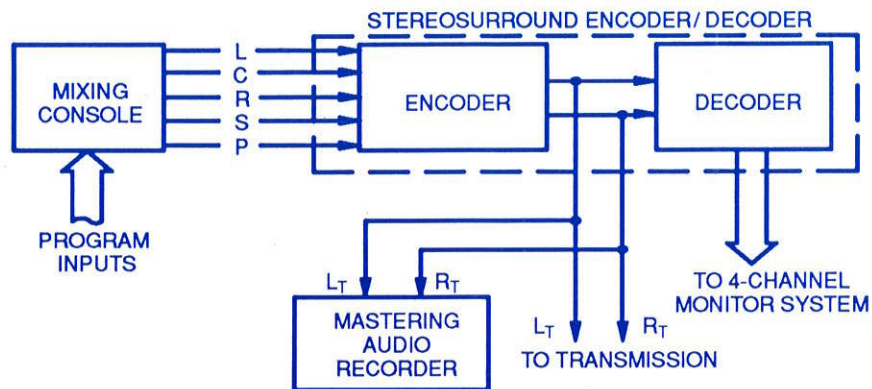 STEREOSURROUND ENCODER/ DECODER
MIXING
CONSOLE
L
C
R
S
P
ENCODER
DECODER
PROGRAM
INPUTS
TO 4-CHANNEL
MONITOR SYSTEM
LT RT
MASTERING
AUDIO
RECORDER
LT RT
TO TRANSMISSION